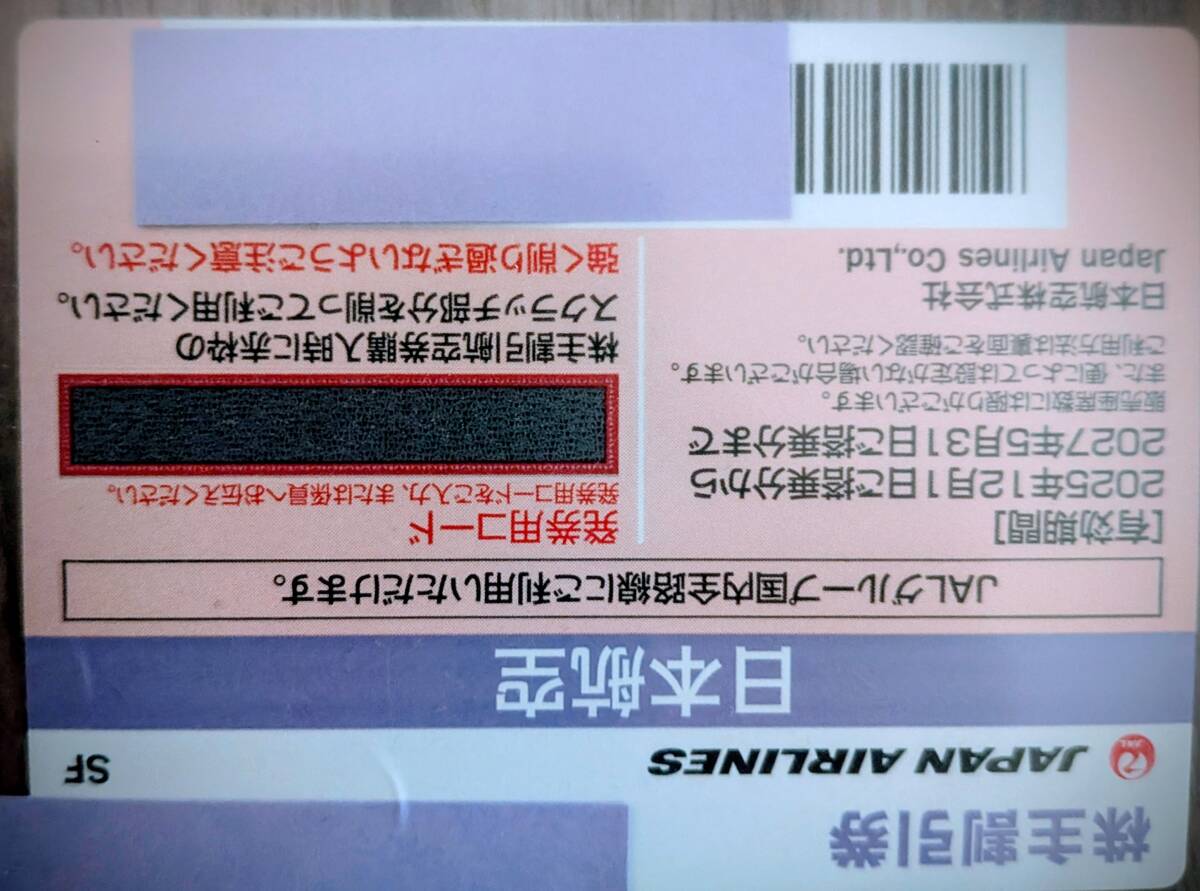 株主割引券
JAL
JAPAN AIRLINES
SF
日本航空
JALグループ国内全路線にご利用いただけます。
[有効期間]
2025年12月1日ご搭乗分から
2027年5月31日ご搭乗分まで
販売座席数には限りがございます。
また、便によっては設定がない場合がございます。
ご利用方法は裏面をご確認ください。
日本航空株式会社
Japan Airlines Co.,Ltd.
発券用コード
発券用コードをご入力、または係員へお伝えください。
株主割引航空券購入時に赤枠の
スクラッチ部分を削ってご利用ください。
強く削り過ぎないようご注意ください。